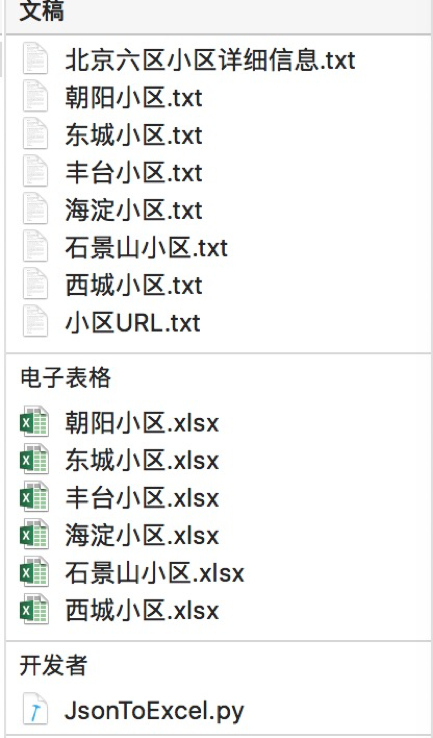 文稿
北京六区小区详细信息.txt
朝阳小区.txt
东城小区.txt
丰台小区.txt
海淀小区.txt
石景山小区.txt
西城小区.txt
小区URL.txt
电子表格
朝阳小区.xlsx
东城小区.xlsx
丰台小区.xlsx
海淀小区.xlsx
石景山小区.xlsx
西城小区.xlsx
开发者
JsonToExcel.py